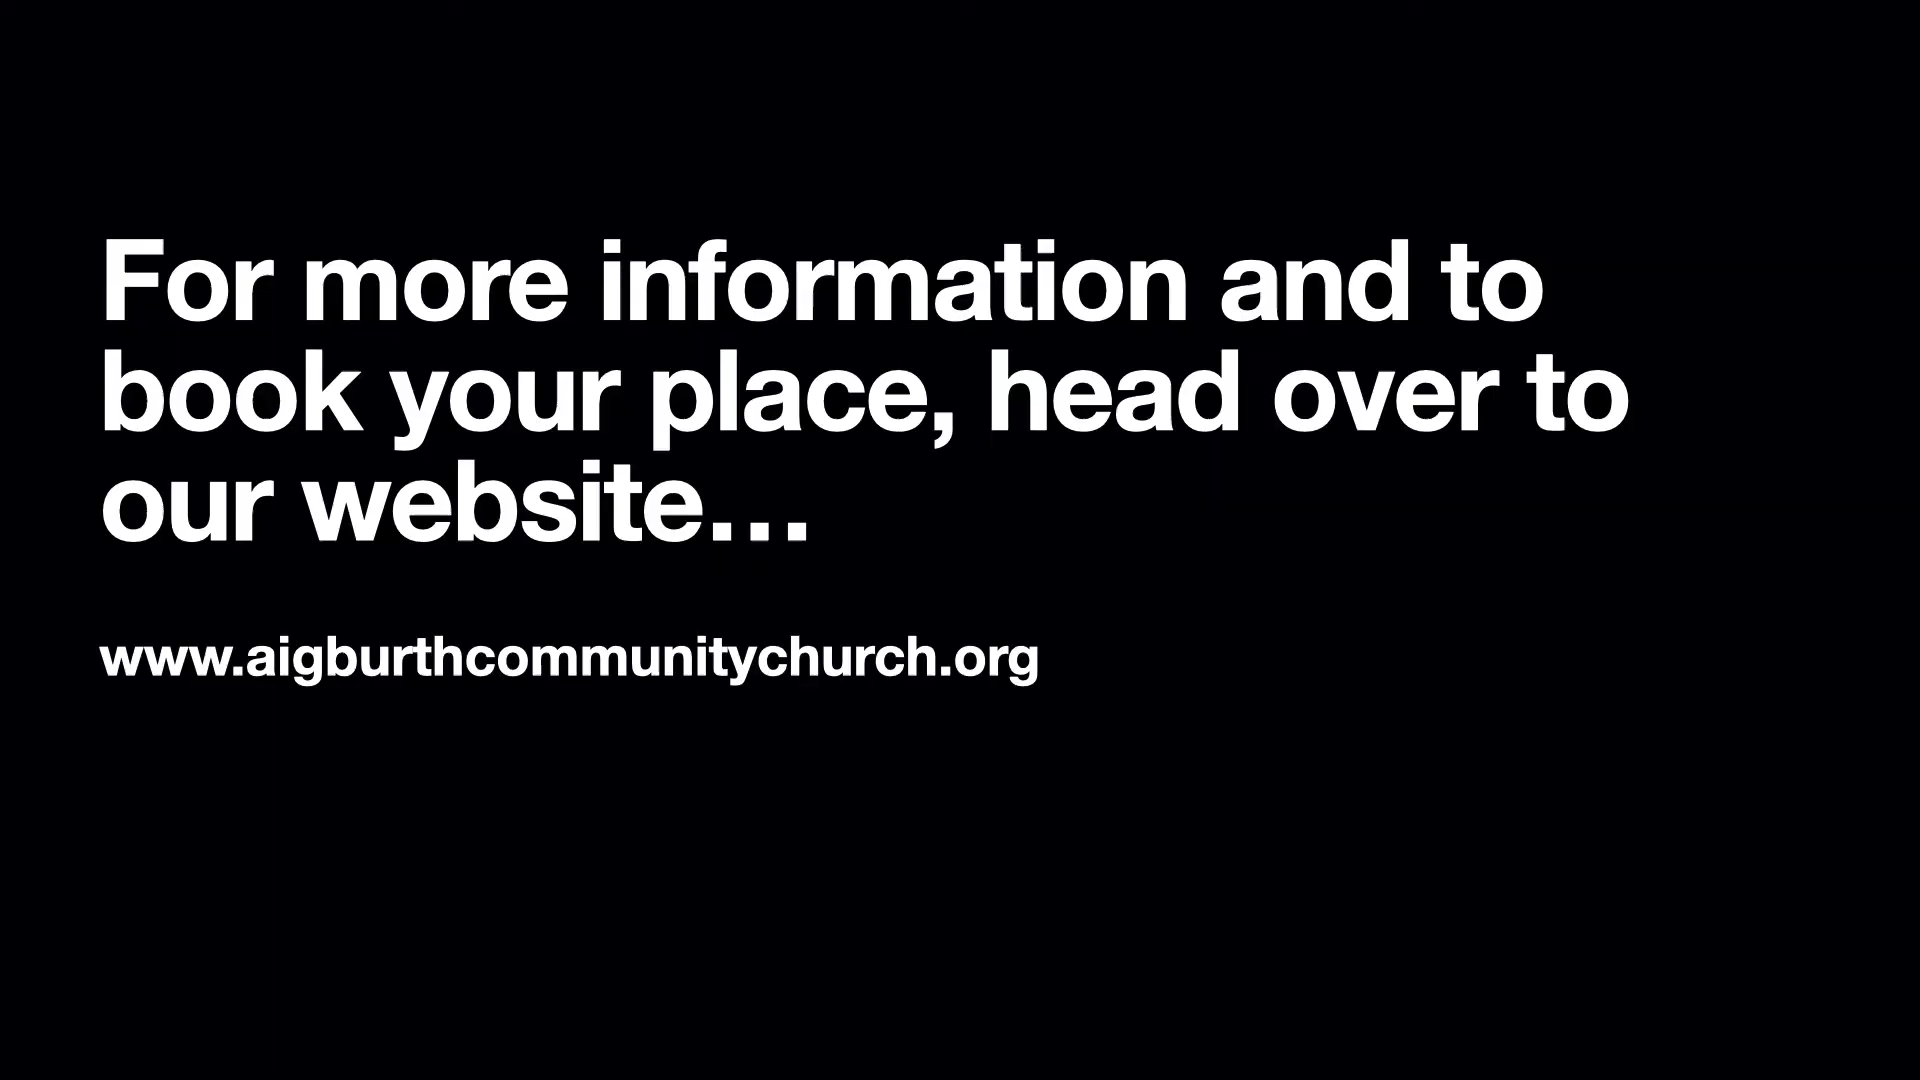 For more information and to
book your place, head over to
our website…
www.aigburthcommunitychurch.org